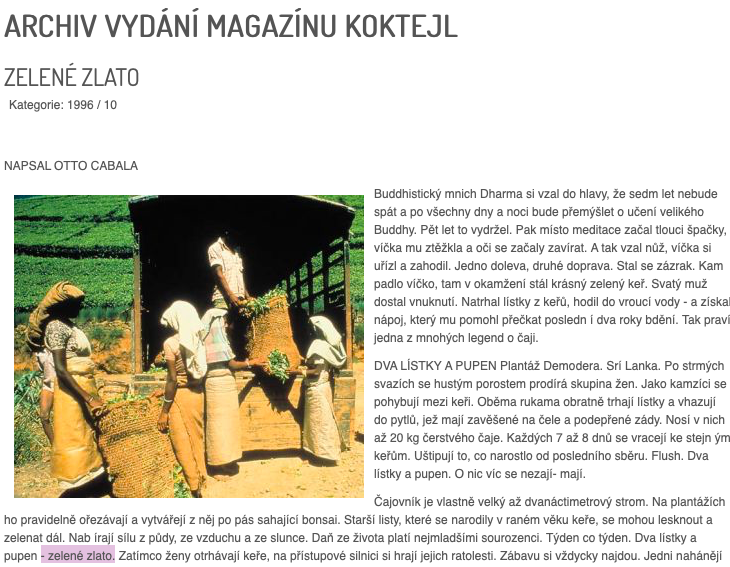 ARCHIV VYDÁNÍ MAGAZÍNU KOKTEJL
ZELENÉ ZLATO
Kategorie: 1996 / 10
NAPSAL OTTO CABALA
Buddhistický mnich Dharma si vzal do hlavy, že sedm let nebude
spát a po všechny dny a noci bude přemýšlet o učení velikého
Buddhy. Pět let to vydržel. Pak místo meditace začal tlouci špačky,
víčka mu ztěžkla a oči se začaly zavírat. A tak vzal nůž, víčka si
uřízl a zahodil. Jedno doleva, druhé doprava. Stal se zázrak. Kam
padlo víčko, tam v okamžení stál krásný zelený keř. Svatý muž
dostal vnuknutí. Natrhal lístky z keřů, hodil do vroucí vody - a získal
nápoj, který mu pomohl přečkat posledn í dva roky bdění. Tak praví
jedna z mnohých legend o čaji.
DVA LÍSTKY A PUPEN Plantáž Demodera. Srí Lanka. Po strmých
svazích se hustým porostem prodírá skupina žen. Jako kamzíci se
pohybují mezi keři. Oběma rukama obratně trhají lístky a vhazují
do pytlů, jež mají zavěšené na čele a podepřené zády. Nosí v nich
až 20 kg čerstvého čaje. Každých 7 až 8 dnů se vracejí ke stejn ým
keřům. Uštipují to, co narostlo od posledního sběru. Flush. Dva
lístky a pupen. O nic víc se nezají- mají.
Čajovník je vlastně velký až dvanáctimetrový strom. Na plantážích
ho pravidelně ořezávají a vytvářejí z něj po pás sahající bonsai. Starší listy, které se narodily v raném věku keře, se mohou lesknout a
zelenat dál. Nab írají sílu z půdy, ze vzduchu a ze slunce. Daň ze života platí nejmladšími sourozenci. Týden co týden. Dva lístky a
pupen - zelené zlato. Zatímco ženy otrhávají keře, na přístupové silnici si hrají jejich ratolesti. Zábavu si vždycky najdou. Jedni nahánějí